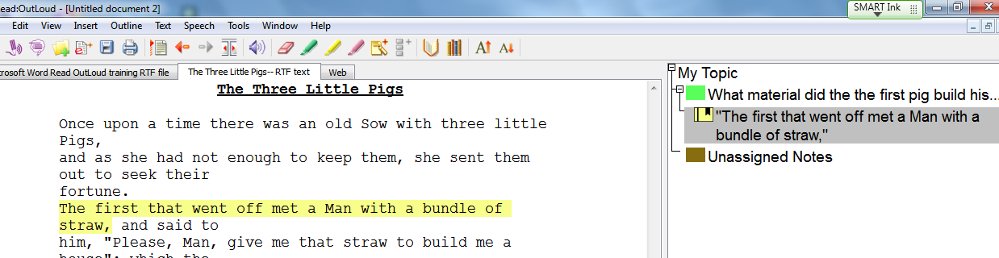 Read:OutLoud - [Untitled document 2]
SMART Ink
Edit View Insert Outline Text Speech Tools Window Help
crosoft Word Read OutLoud training RTF file
The Three Little Pigs-- RTF text
Web
The Three Little Pigs
Once upon a time there was an old Sow with three little
Pigs,
and as she had not enough to keep them, she sent them
out to seek their
fortune.
The first that went off met a Man with a bundle of
straw, and said to
him, "Please, Man, give me that straw to build me a
house"; which the
My Topic
What material did the the first pig build his...
"The first that went off met a Man with a
bundle of straw,"
Unassigned Notes